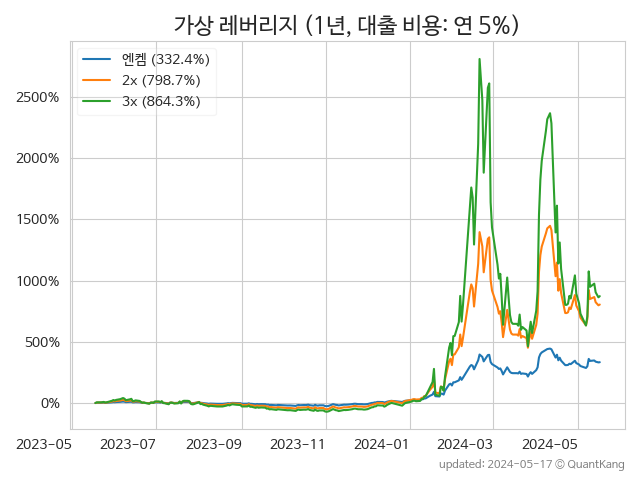 가상 레버리지 (1년, 대출 비용: 연 5%)
엔켐 (332.4%)
2x (798.7%)
3x (864.3%)
2500%
2000%
1500%
1000%
500%
0%
2023-05 2023-07 2023-09 2023-11 2024-01 2024-03 2024-05
updated: 2024-05-17 © QuantKang